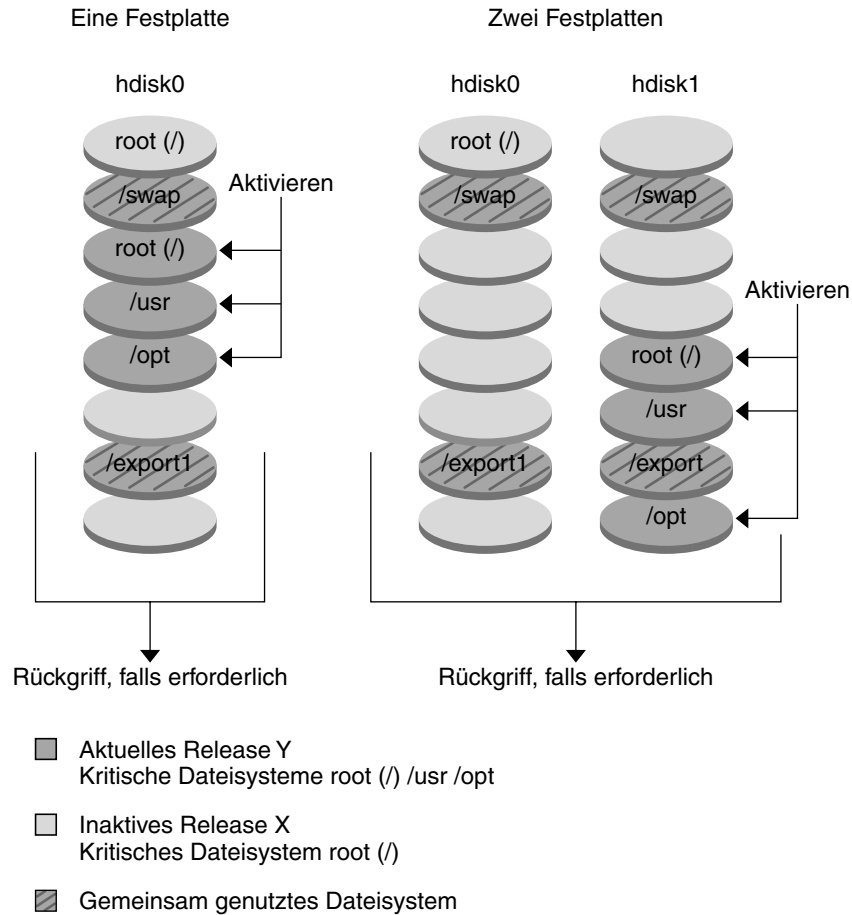 Eine Festplatte
hdisk0
root (/)
/swap
Aktivieren
root (/)
/usr
/opt
/export1
Rückgriff, falls erforderlich
Zwei Festplatten
hdisk0
root (/)
/swap
/export1
hdisk1
/swap
Aktivieren
root (/)
/usr
/export
/opt
Rückgriff, falls erforderlich
Aktuelles Release Y
Kritische Dateisysteme root (/) /usr /opt
Inaktives Release X
Kritisches Dateisystem root (/)
Gemeinsam genutztes Dateisystem